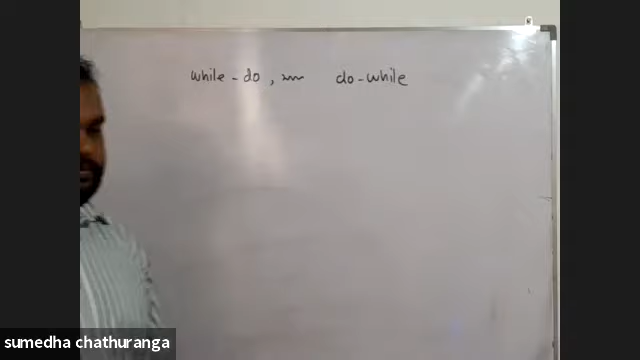 while - do , do - while
sumedha chathuranga